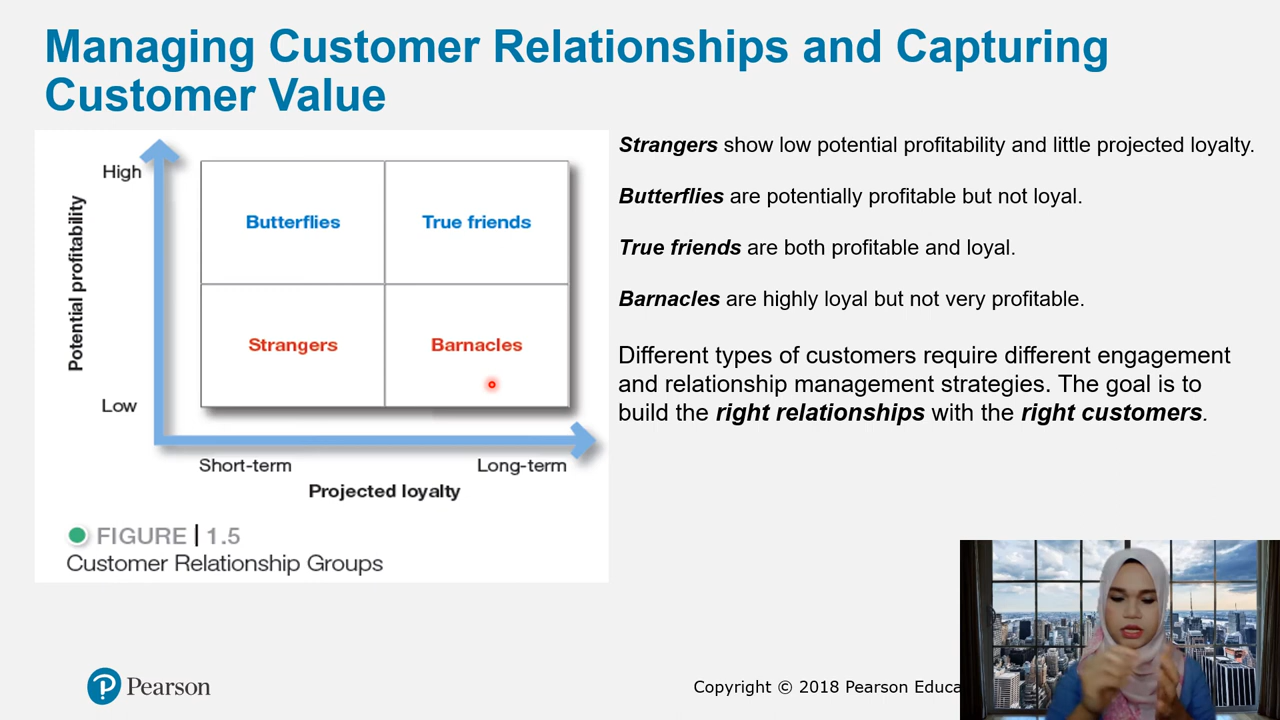 Managing Customer Relationships and Capturing
Customer Value
High
Butterflies
True friends
Potential profitability
Strangers
Barnacles
Low
Short-term
Long-term
Projected loyalty
FIGURE | 1.5
Customer Relationship Groups
Strangers show low potential profitability and little projected loyalty.
Butterflies are potentially profitable but not loyal.
True friends are both profitable and loyal.
Barnacles are highly loyal but not very profitable.
Different types of customers require different engagement
and relationship management strategies. The goal is to
build the right relationships with the right customers.
P Pearson
Copyright © 2018 Pearson Educa